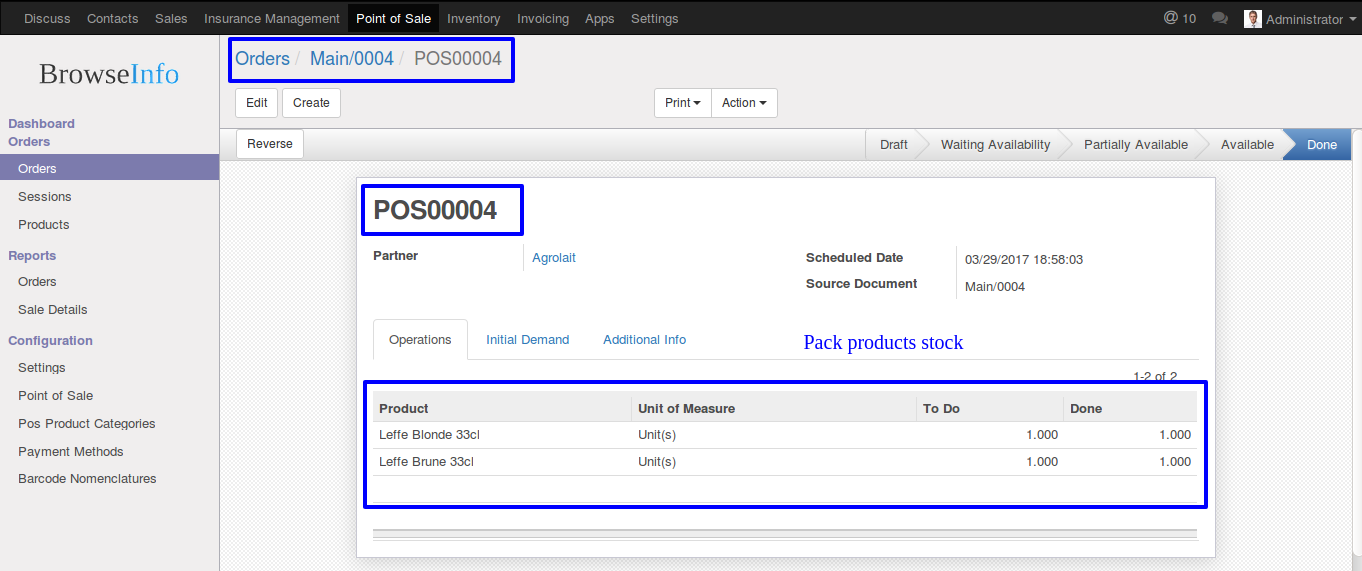 Discuss Contacts Sales Insurance Management Point of Sale Inventory Invoicing Apps Settings @ 10 Administrator
BrowseInfo
Dashboard
Orders
Orders
Sessions
Products
Reports
Orders
Sale Details
Configuration
Settings
Point of Sale
Pos Product Categories
Payment Methods
Barcode Nomenclatures
Orders / Main/0004 / POS00004
Edit Create Print Action
Reverse Draft Waiting Availability Partially Available Available Done
POS00004
Partner Agrolait
Scheduled Date 03/29/2017 18:58:03
Source Document Main/0004
Operations Initial Demand Additional Info Pack products stock
1-2 of 2
Product Unit of Measure To Do Done
Leffe Blonde 33cl Unit(s) 1.000 1.000
Leffe Brune 33cl Unit(s) 1.000 1.000